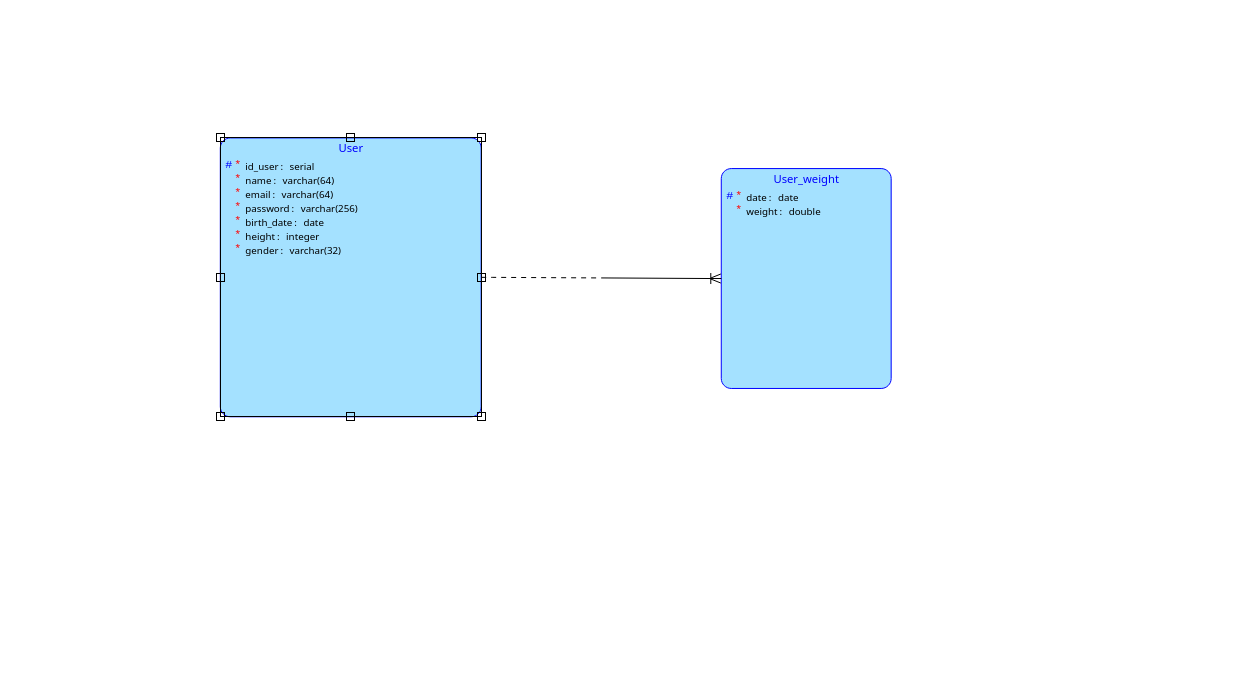 User
# * id_user : serial
* name : varchar(64)
* email : varchar(64)
* password : varchar(256)
* birth_date : date
* height : integer
* gender : varchar(32)
User_weight
# * date : date
* weight : double